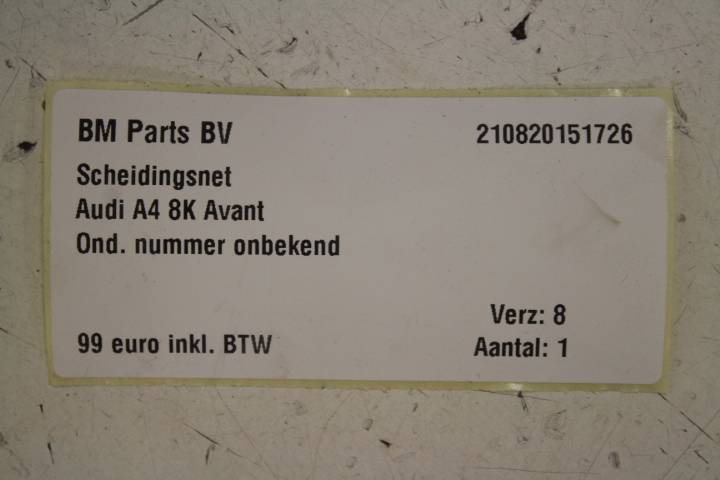 BM Parts BV 210820151726
Scheidingsnet
Audi A4 8K Avant
Ond. nummer onbekend
Verz: 8
99 euro inkl. BTW Aantal: 1